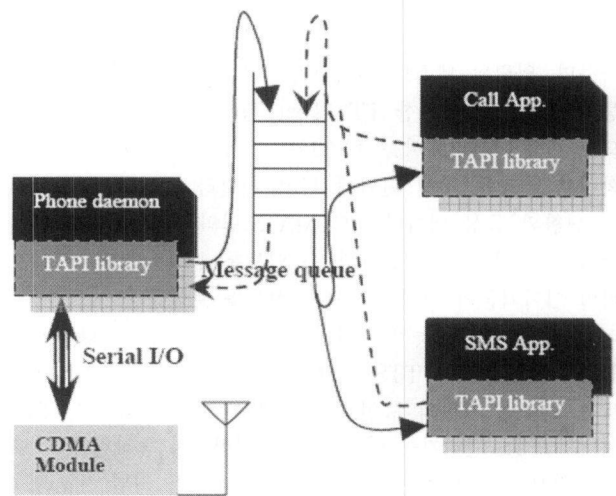 Call App.
TAPI library
Phone daemon
TAPI library
Message queue
Serial I/O
SMS App.
TAPI library
CDMA
Module